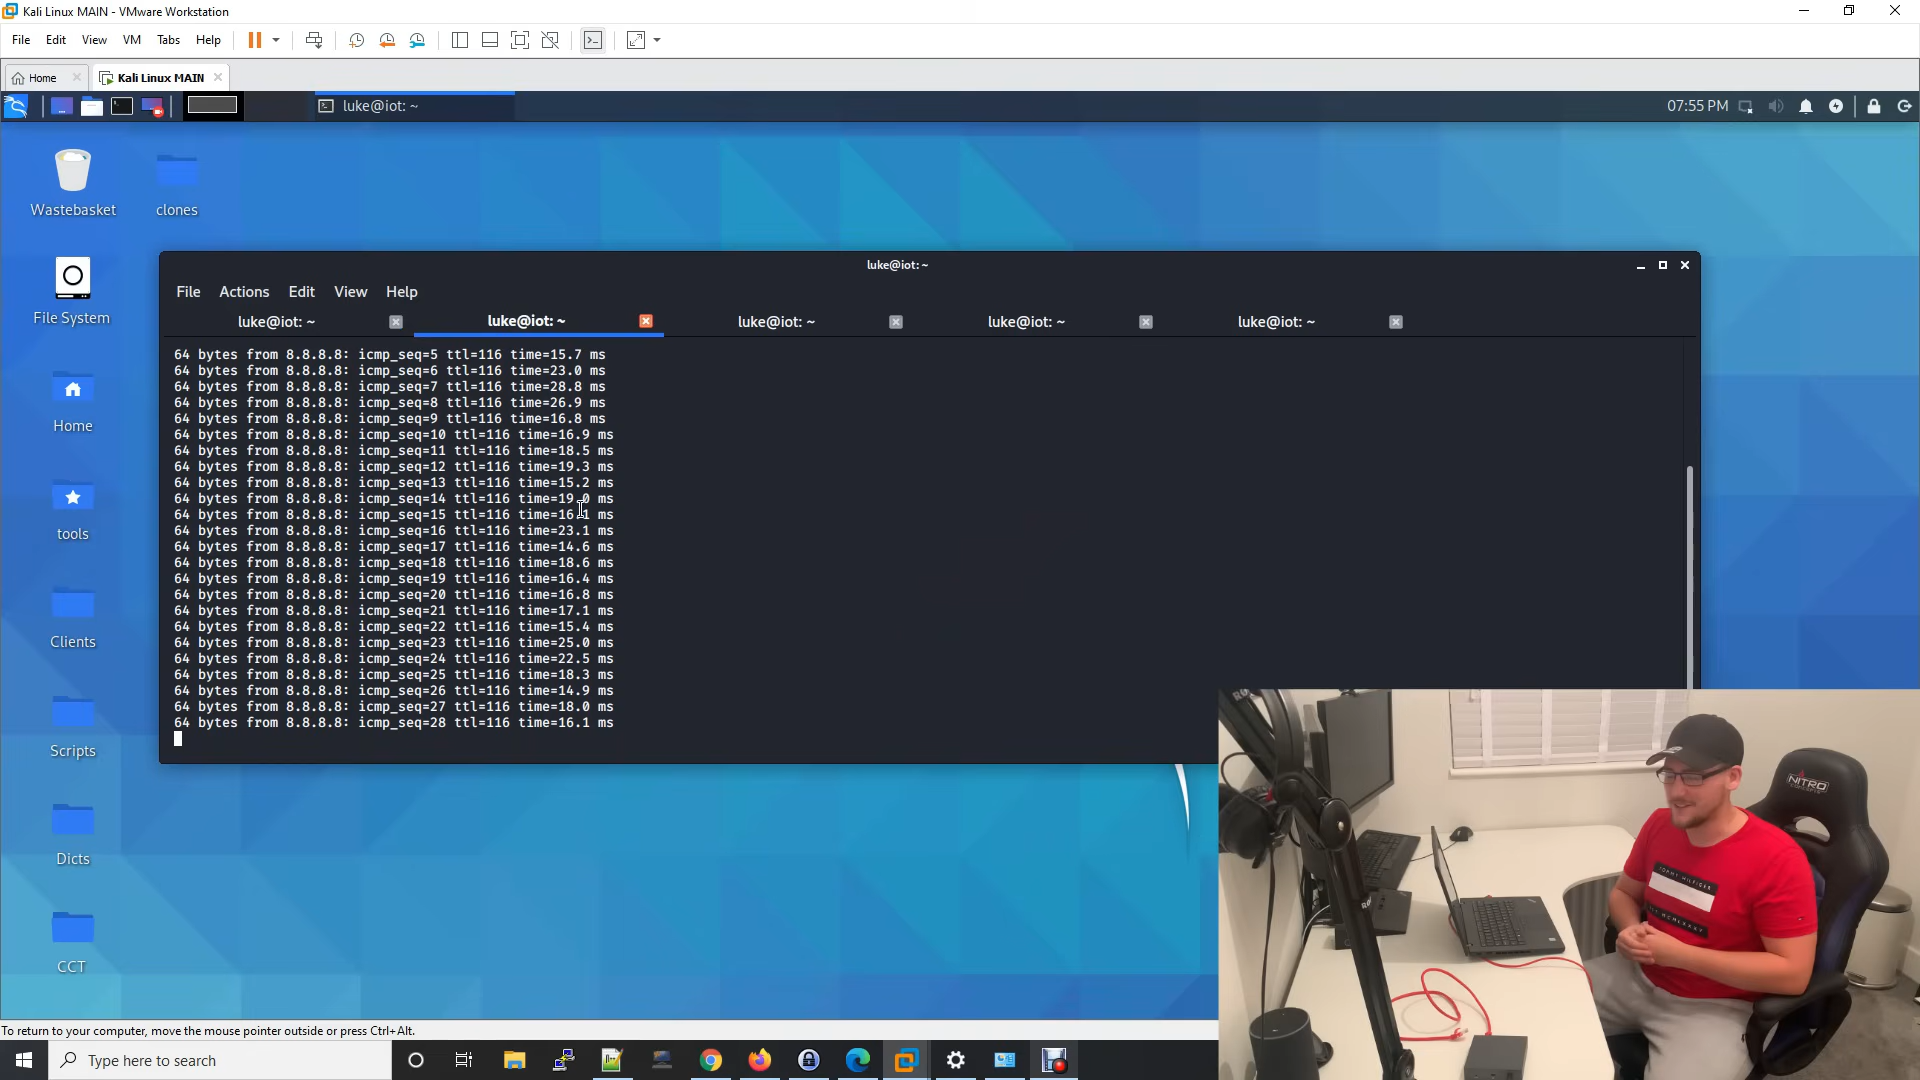 Kali Linux MAIN - VMware Workstation
File Edit View VM Tabs Help
Home
Kali Linux MAIN
luke@iot: ~
07:55 PM
Wastebasket
clones
File System
Home
tools
Clients
Scripts
Dicts
CCT
luke@iot: ~
File Actions Edit View Help
luke@iot: ~
luke@iot: ~
luke@iot: ~
luke@iot: ~
luke@iot: ~
64 bytes from 8.8.8.8: icmp_seq=5 ttl=116 time=15.7 ms
64 bytes from 8.8.8.8: icmp_seq=6 ttl=116 time=23.0 ms
64 bytes from 8.8.8.8: icmp_seq=7 ttl=116 time=28.8 ms
64 bytes from 8.8.8.8: icmp_seq=8 ttl=116 time=26.9 ms
64 bytes from 8.8.8.8: icmp_seq=9 ttl=116 time=16.8 ms
64 bytes from 8.8.8.8: icmp_seq=10 ttl=116 time=16.9 ms
64 bytes from 8.8.8.8: icmp_seq=11 ttl=116 time=18.5 ms
64 bytes from 8.8.8.8: icmp_seq=12 ttl=116 time=19.3 ms
64 bytes from 8.8.8.8: icmp_seq=13 ttl=116 time=15.2 ms
64 bytes from 8.8.8.8: icmp_seq=14 ttl=116 time=19.0 ms
64 bytes from 8.8.8.8: icmp_seq=15 ttl=116 time=16.1 ms
64 bytes from 8.8.8.8: icmp_seq=16 ttl=116 time=23.1 ms
64 bytes from 8.8.8.8: icmp_seq=17 ttl=116 time=14.6 ms
64 bytes from 8.8.8.8: icmp_seq=18 ttl=116 time=18.6 ms
64 bytes from 8.8.8.8: icmp_seq=19 ttl=116 time=16.4 ms
64 bytes from 8.8.8.8: icmp_seq=20 ttl=116 time=16.8 ms
64 bytes from 8.8.8.8: icmp_seq=21 ttl=116 time=17.1 ms
64 bytes from 8.8.8.8: icmp_seq=22 ttl=116 time=15.4 ms
64 bytes from 8.8.8.8: icmp_seq=23 ttl=116 time=25.0 ms
64 bytes from 8.8.8.8: icmp_seq=24 ttl=116 time=22.5 ms
64 bytes from 8.8.8.8: icmp_seq=25 ttl=116 time=18.3 ms
64 bytes from 8.8.8.8: icmp_seq=26 ttl=116 time=14.9 ms
64 bytes from 8.8.8.8: icmp_seq=27 ttl=116 time=18.0 ms
64 bytes from 8.8.8.8: icmp_seq=28 ttl=116 time=16.1 ms
NITRO
TOMMY HILFIGER
To return to your computer, move the mouse pointer outside or press Ctrl+Alt.
Type here to search